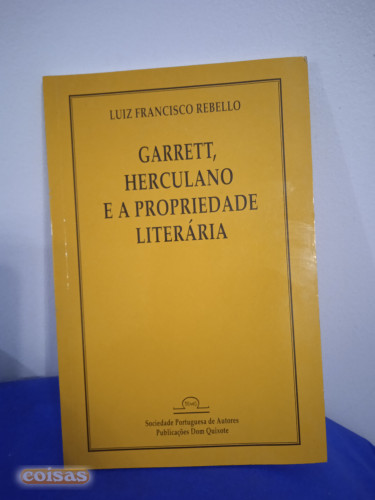 LUIZ FRANCISCO REBELLO
GARRETT,
HERCULANO
E A PROPRIEDADE
LITERÁRIA
Sociedade Portuguesa de Autores
Publicações Dom Quixote
coisas